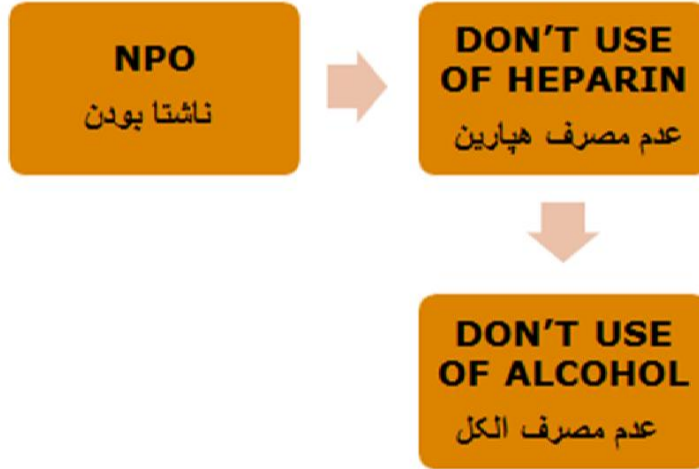 NPO
ناشتا بودن
DON'T USE
OF HEPARIN
عدم مصرف هپارین
DON'T USE
OF ALCOHOL
عدم مصرف الکل